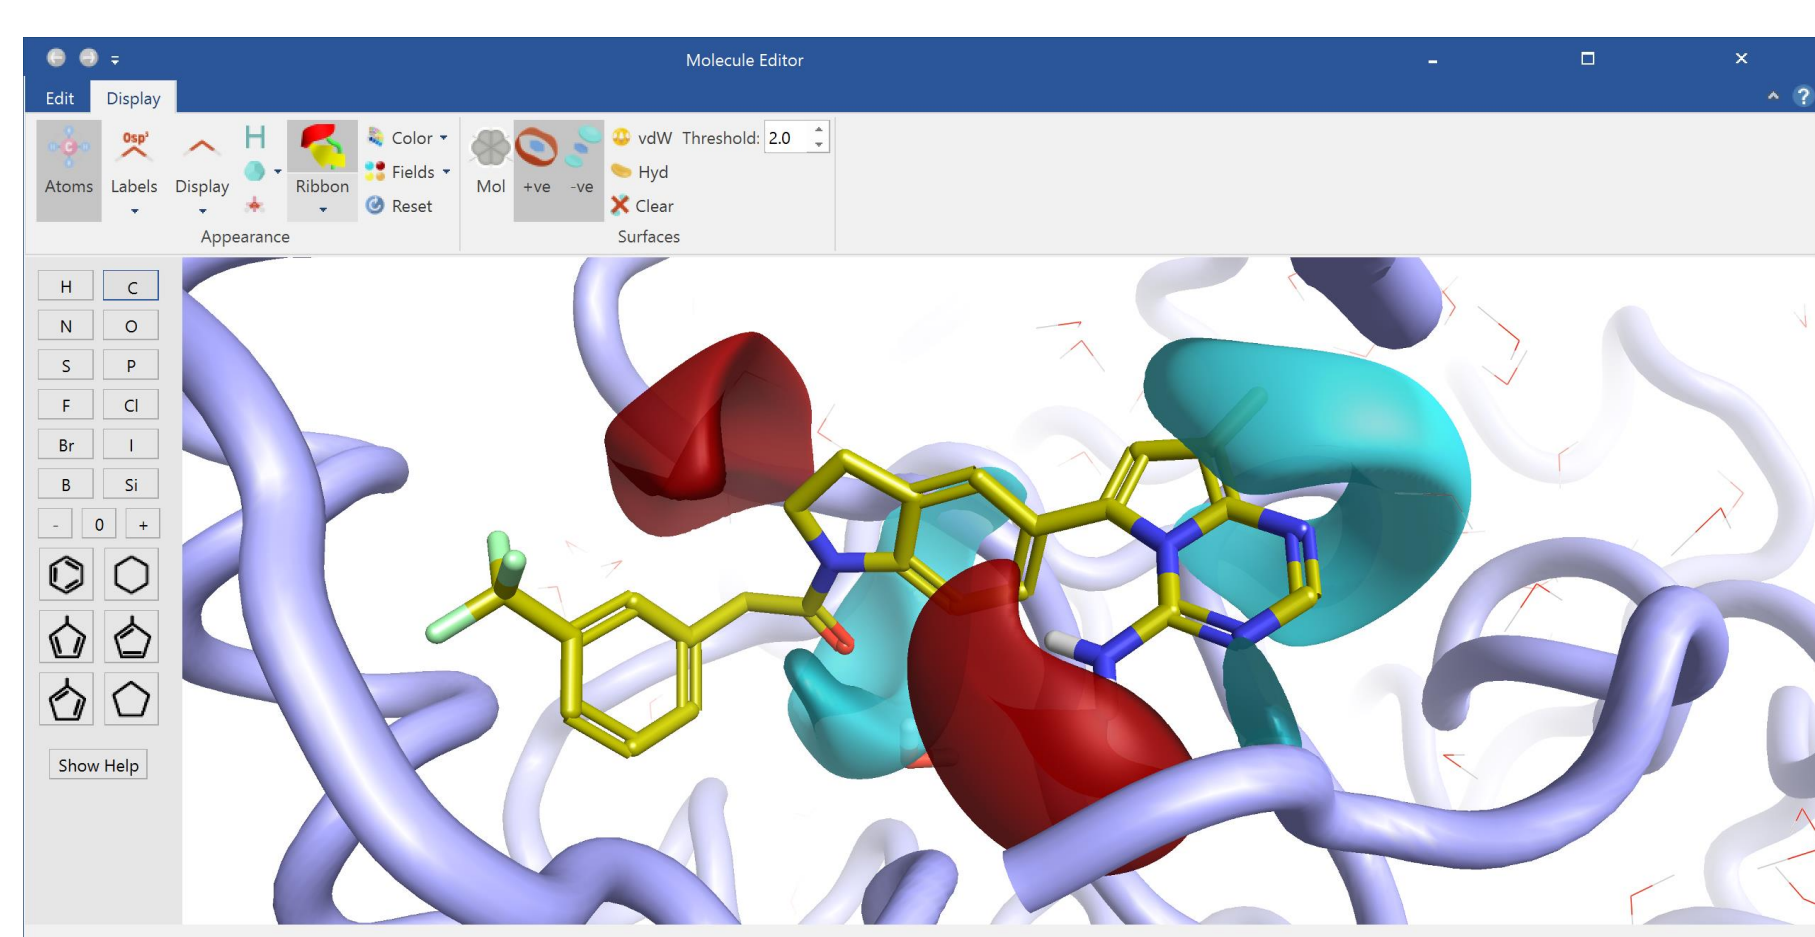 Molecule Editor
Edit Display
Osp³
C
H
Color
vdW Threshold: 2.0
Fields
Hyd
Atoms Labels Display Ribbon Mol +ve -ve
Reset
Clear
Appearance Surfaces
?
H C
N O
S P
F Cl
Br I
B Si
- 0 +
Show Help